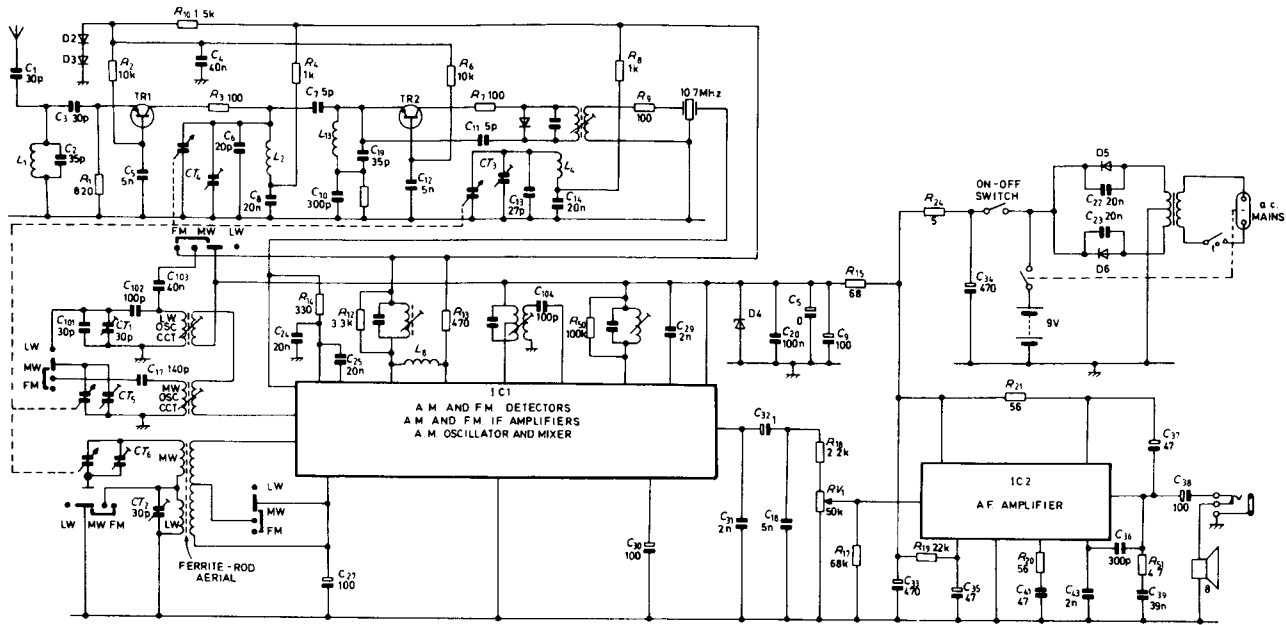 R10 1 5k
D2
D3
C1
30p
R2
10k
C4
40n
R4
1k
R6
10k
R8
1k
TR1
R3 100
C7 5p
TR2
R7 100
R9
100
10 7MHz
C3 30p
C11 5p
L1
C2
35p
R1
820
C5
5n
CT4
C6
20p
L2
L13
C19
35p
CT3
L4
C8
20n
C10
300p
C12
5n
C13
27p
C14
20n
FM MW LW
C102
100p
C103
40n
C101
30p
CT1
30p
LW
OSC
CCT
LW
MW
FM
C17 140p
CT5
MW
OSC
CCT
CT6
MW
CT2
30p
LW
LW MW FM
LW
MW
FM
FERRITE-ROD
AERIAL
C27
100
R14
330
C24
20n
C25
20n
R12
3 3k
L8
R13
470
C104
100p
R50
100k
C29
2n
D4
C20
100n
C5
0
C9
100
R15
68
IC1
A.M. AND F.M. DETECTORS
A.M. AND F.M. IF AMPLIFIERS
A.M. OSCILLATOR AND MIXER
C30
100
C31
2n
C32 1
C18
5n
R18
2 2k
RV1
50k
R17
68k
R24
5
ON-OFF
SWITCH
C34
470
D5
C22 20n
C23 20n
D6
t°
a.c.
MAINS
9V
R21
56
C37
47
IC2
A.F. AMPLIFIER
C38
100
R19 22k
C33
470
C35
47
R20
56
C41
47
C43
2n
C36
300p
R51
4 7
C39
39n
8